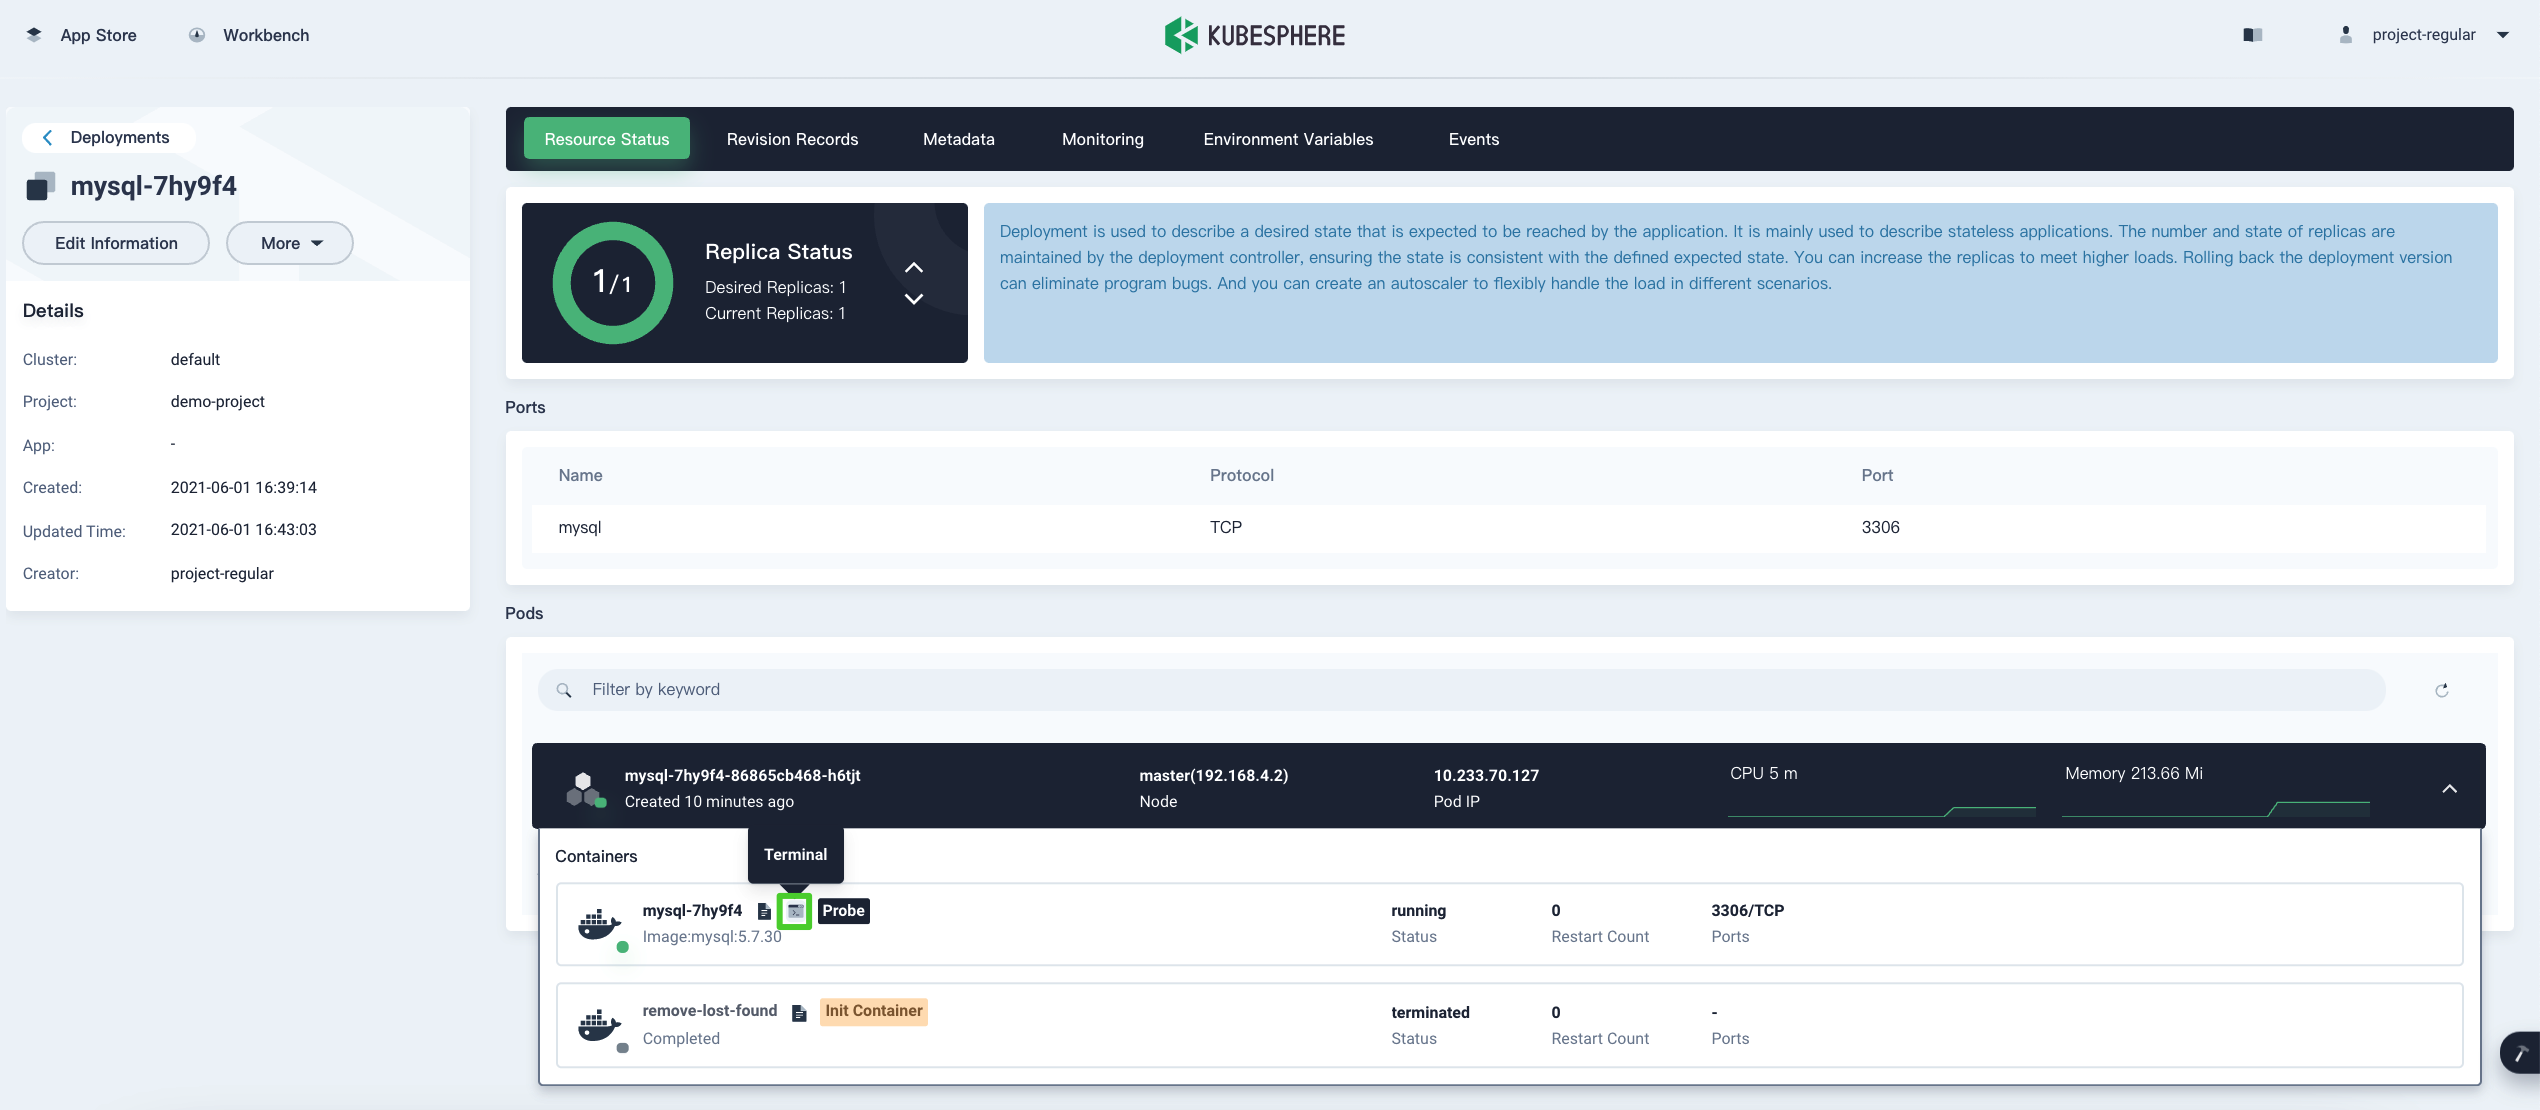 App Store
Workbench
KUBESPHERE
project-regular
Deployments
mysql-7hy9f4
Edit Information
More
Details
Cluster: default
Project: demo-project
App: -
Created: 2021-06-01 16:39:14
Updated Time: 2021-06-01 16:43:03
Creator: project-regular
Resource Status
Revision Records
Metadata
Monitoring
Environment Variables
Events
1/1
Replica Status
Desired Replicas: 1
Current Replicas: 1
Deployment is used to describe a desired state that is expected to be reached by the application. It is mainly used to describe stateless applications. The number and state of replicas are
maintained by the deployment controller, ensuring the state is consistent with the defined expected state. You can increase the replicas to meet higher loads. Rolling back the deployment version
can eliminate program bugs. And you can create an autoscaler to flexibly handle the load in different scenarios.
Ports
Name Protocol Port
mysql TCP 3306
Pods
Filter by keyword
mysql-7hy9f4-86865cb468-h6tjt
Created 10 minutes ago
master(192.168.4.2)
Node
10.233.70.127
Pod IP
CPU 5 m
Memory 213.66 Mi
Containers
Terminal
mysql-7hy9f4
Probe
Image:mysql:5.7.30
running
Status
0
Restart Count
3306/TCP
Ports
remove-lost-found
Init Container
Completed
terminated
Status
0
Restart Count
-
Ports